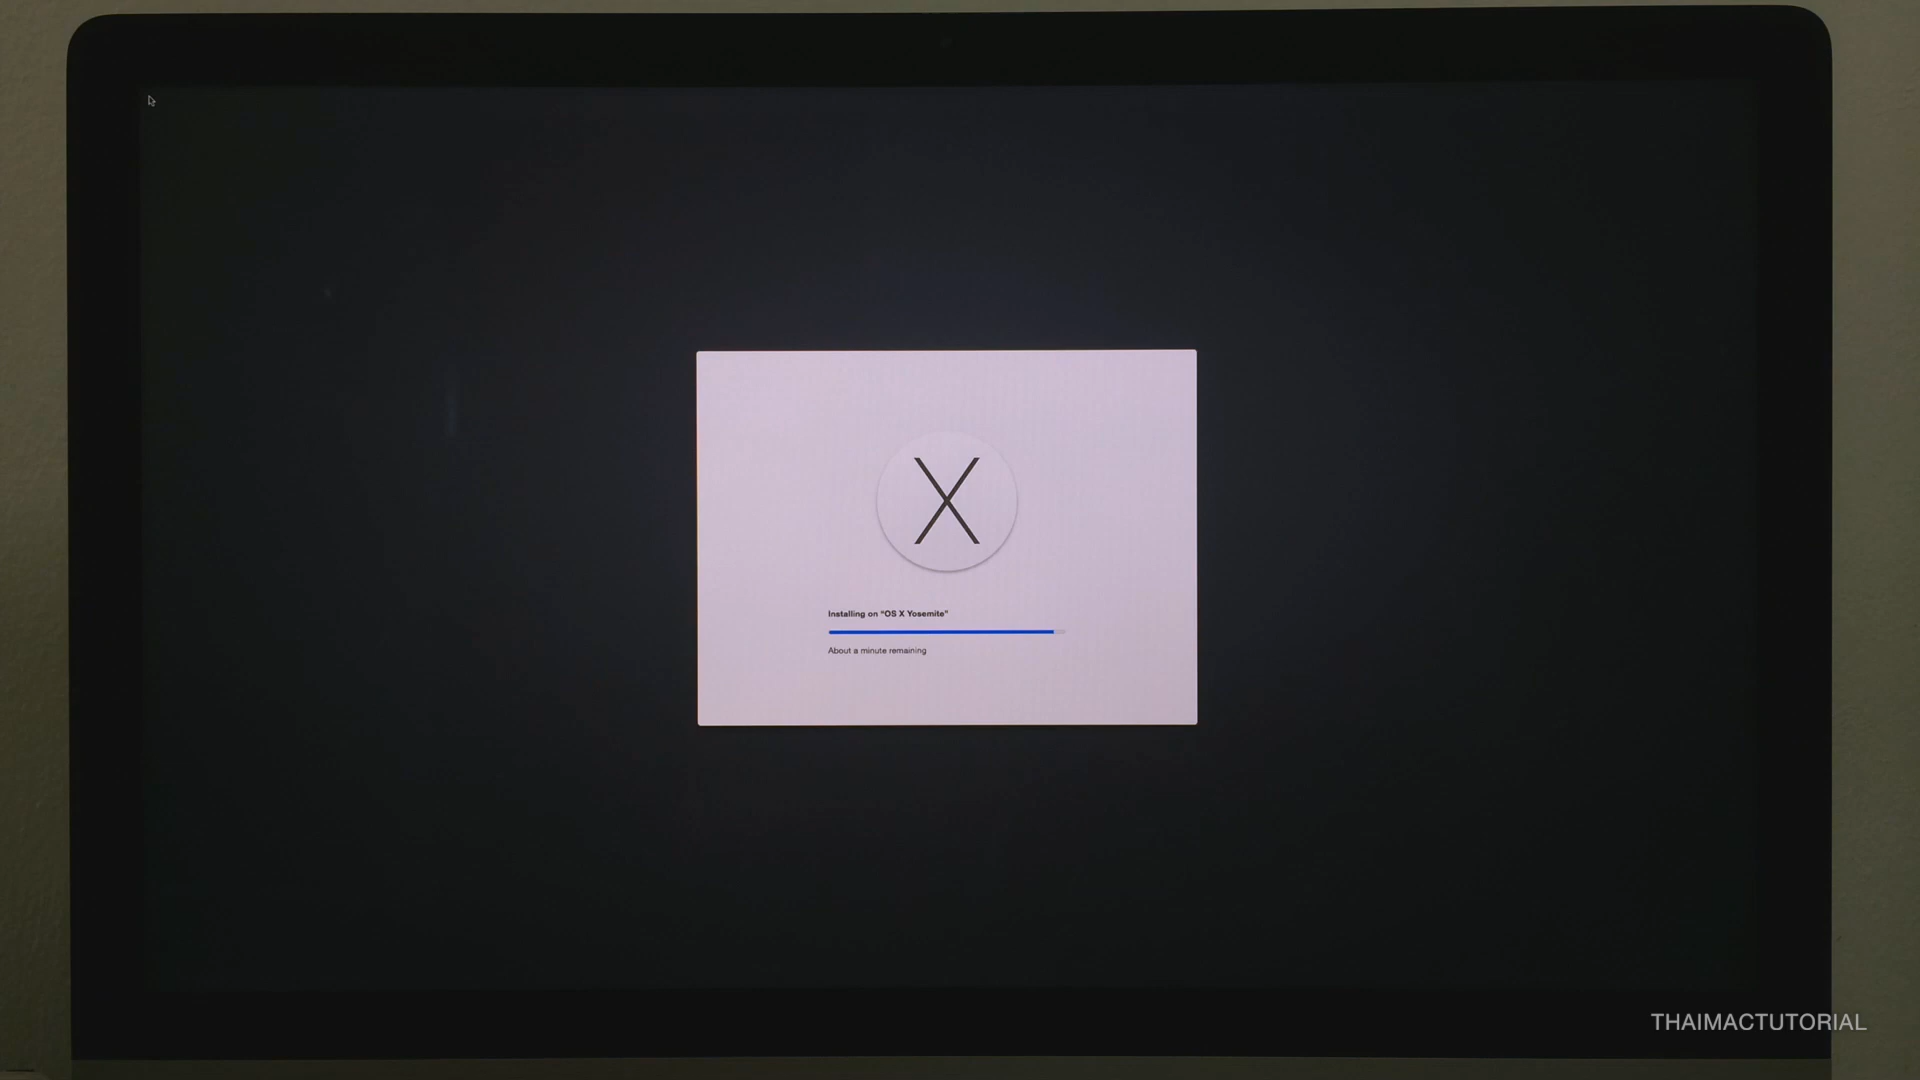 X
Installing on “OS X Yosemite”
About a minute remaining
THAIMACTUTORIAL